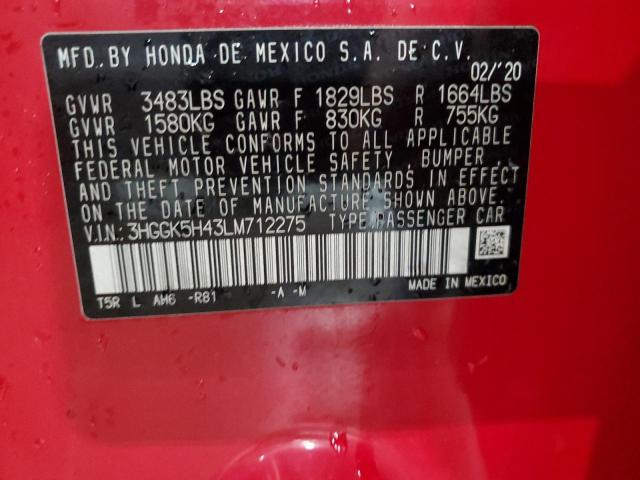 MFD. BY HONDA DE MEXICO S.A. DE C.V.
02/'20
GVWR 3483LBS GAWR F 1829LBS R 1664LBS
GVWR 1580KG GAWR F 830KG R 755KG
THIS VEHICLE CONFORMS TO ALL APPLICABLE
FEDERAL MOTOR VEHICLE SAFETY, BUMPER,
AND THEFT PREVENTION STANDARDS IN EFFECT
ON THE DATE OF MANUFACTURE SHOWN ABOVE.
V.I.N.: 3HGGK5H43LM712275 TYPE:PASSENGER CAR
T5R L AH6 -R81 -A -M MADE IN MEXICO